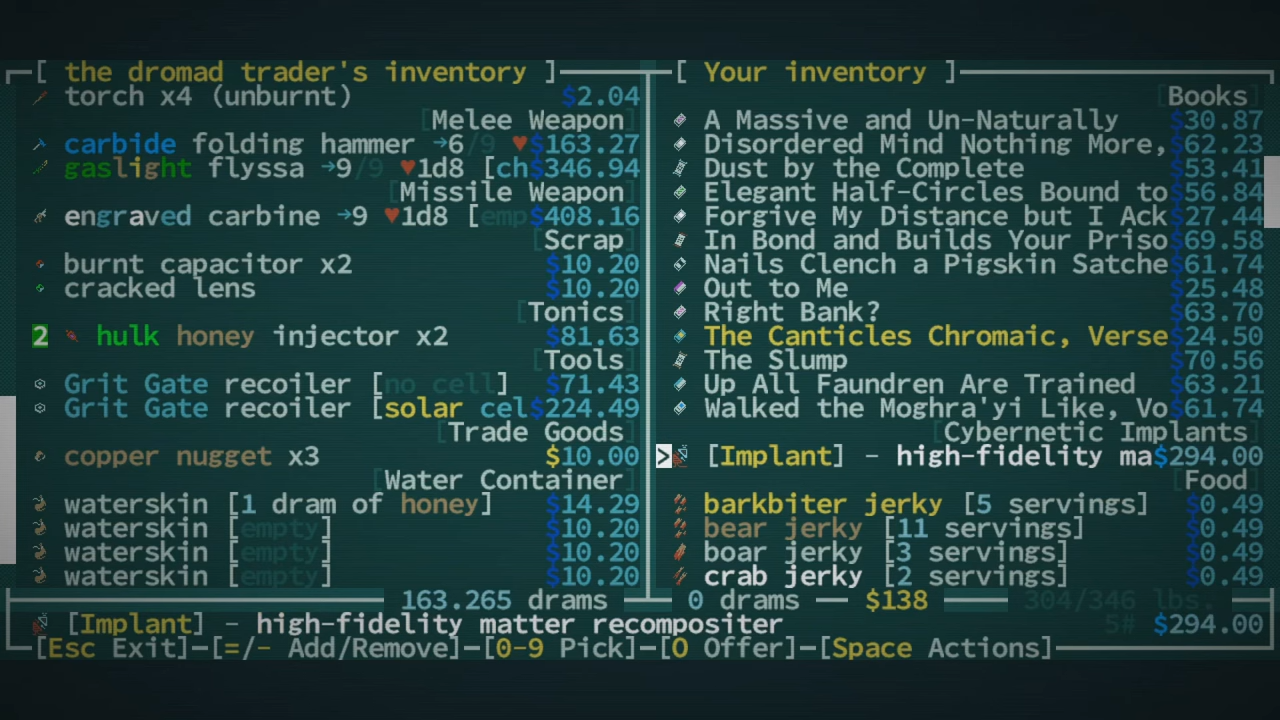 [ the dromad trader's inventory ]
torch x4 (unburnt) $2.04
[Melee Weapon]
carbide folding hammer →6/9 ♥$163.27
gaslight flyssa →9/9 ♥1d8 [ch$346.94
[Missile Weapon]
engraved carbine →9 ♥1d8 [emp$408.16
[Scrap]
burnt capacitor x2 $10.20
cracked lens $10.20
[Tonics]
2 hulk honey injector x2 $81.63
[Tools]
Grit Gate recoiler [no cell] $71.43
Grit Gate recoiler [solar cel$224.49
[Trade Goods]
copper nugget x3 $10.00
[Water Container]
waterskin [1 dram of honey] $14.29
waterskin [empty] $10.20
waterskin [empty] $10.20
waterskin [empty] $10.20
[ Your inventory ]
[Books]
A Massive and Un-Naturally $30.87
Disordered Mind Nothing More,$62.23
Dust by the Complete $53.41
Elegant Half-Circles Bound to$56.84
Forgive My Distance but I Ack$27.44
In Bond and Builds Your Priso$69.58
Nails Clench a Pigskin Satche$61.74
Out to Me $25.48
Right Bank? $63.70
The Canticles Chromaic, Verse$24.50
The Slump $70.56
Up All Faundren Are Trained $63.21
Walked the Moghra'yi Like, Vo$61.74
[Cybernetic Implants]
> [Implant] - high-fidelity ma$294.00
[Food]
barkbiter jerky [5 servings] $0.49
bear jerky [11 servings] $0.49
boar jerky [3 servings] $0.49
crab jerky [2 servings] $0.49
163.265 drams 0 drams — $138 304/346 lbs.
[Implant] - high-fidelity matter recompositer 5# $294.00
[Esc Exit]-[=/- Add/Remove]-[0-9 Pick]-[O Offer]-[Space Actions]